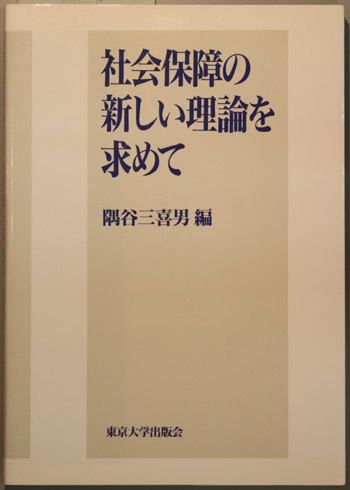 社会保障の
新しい理論を
求めて
隅谷三喜男 編
東京大学出版会